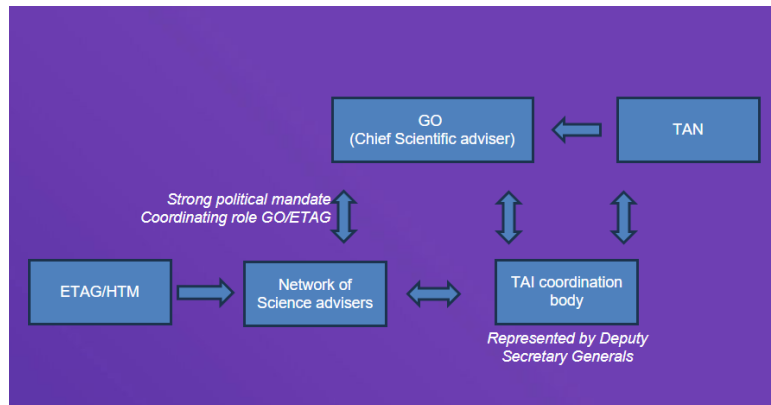 GO
(Chief Scientific adviser)
TAN
Strong political mandate
Coordinating role GO/ETAG
ETAG/HTM
Network of
Science advisers
TAI coordination
body
Represented by Deputy
Secretary Generals